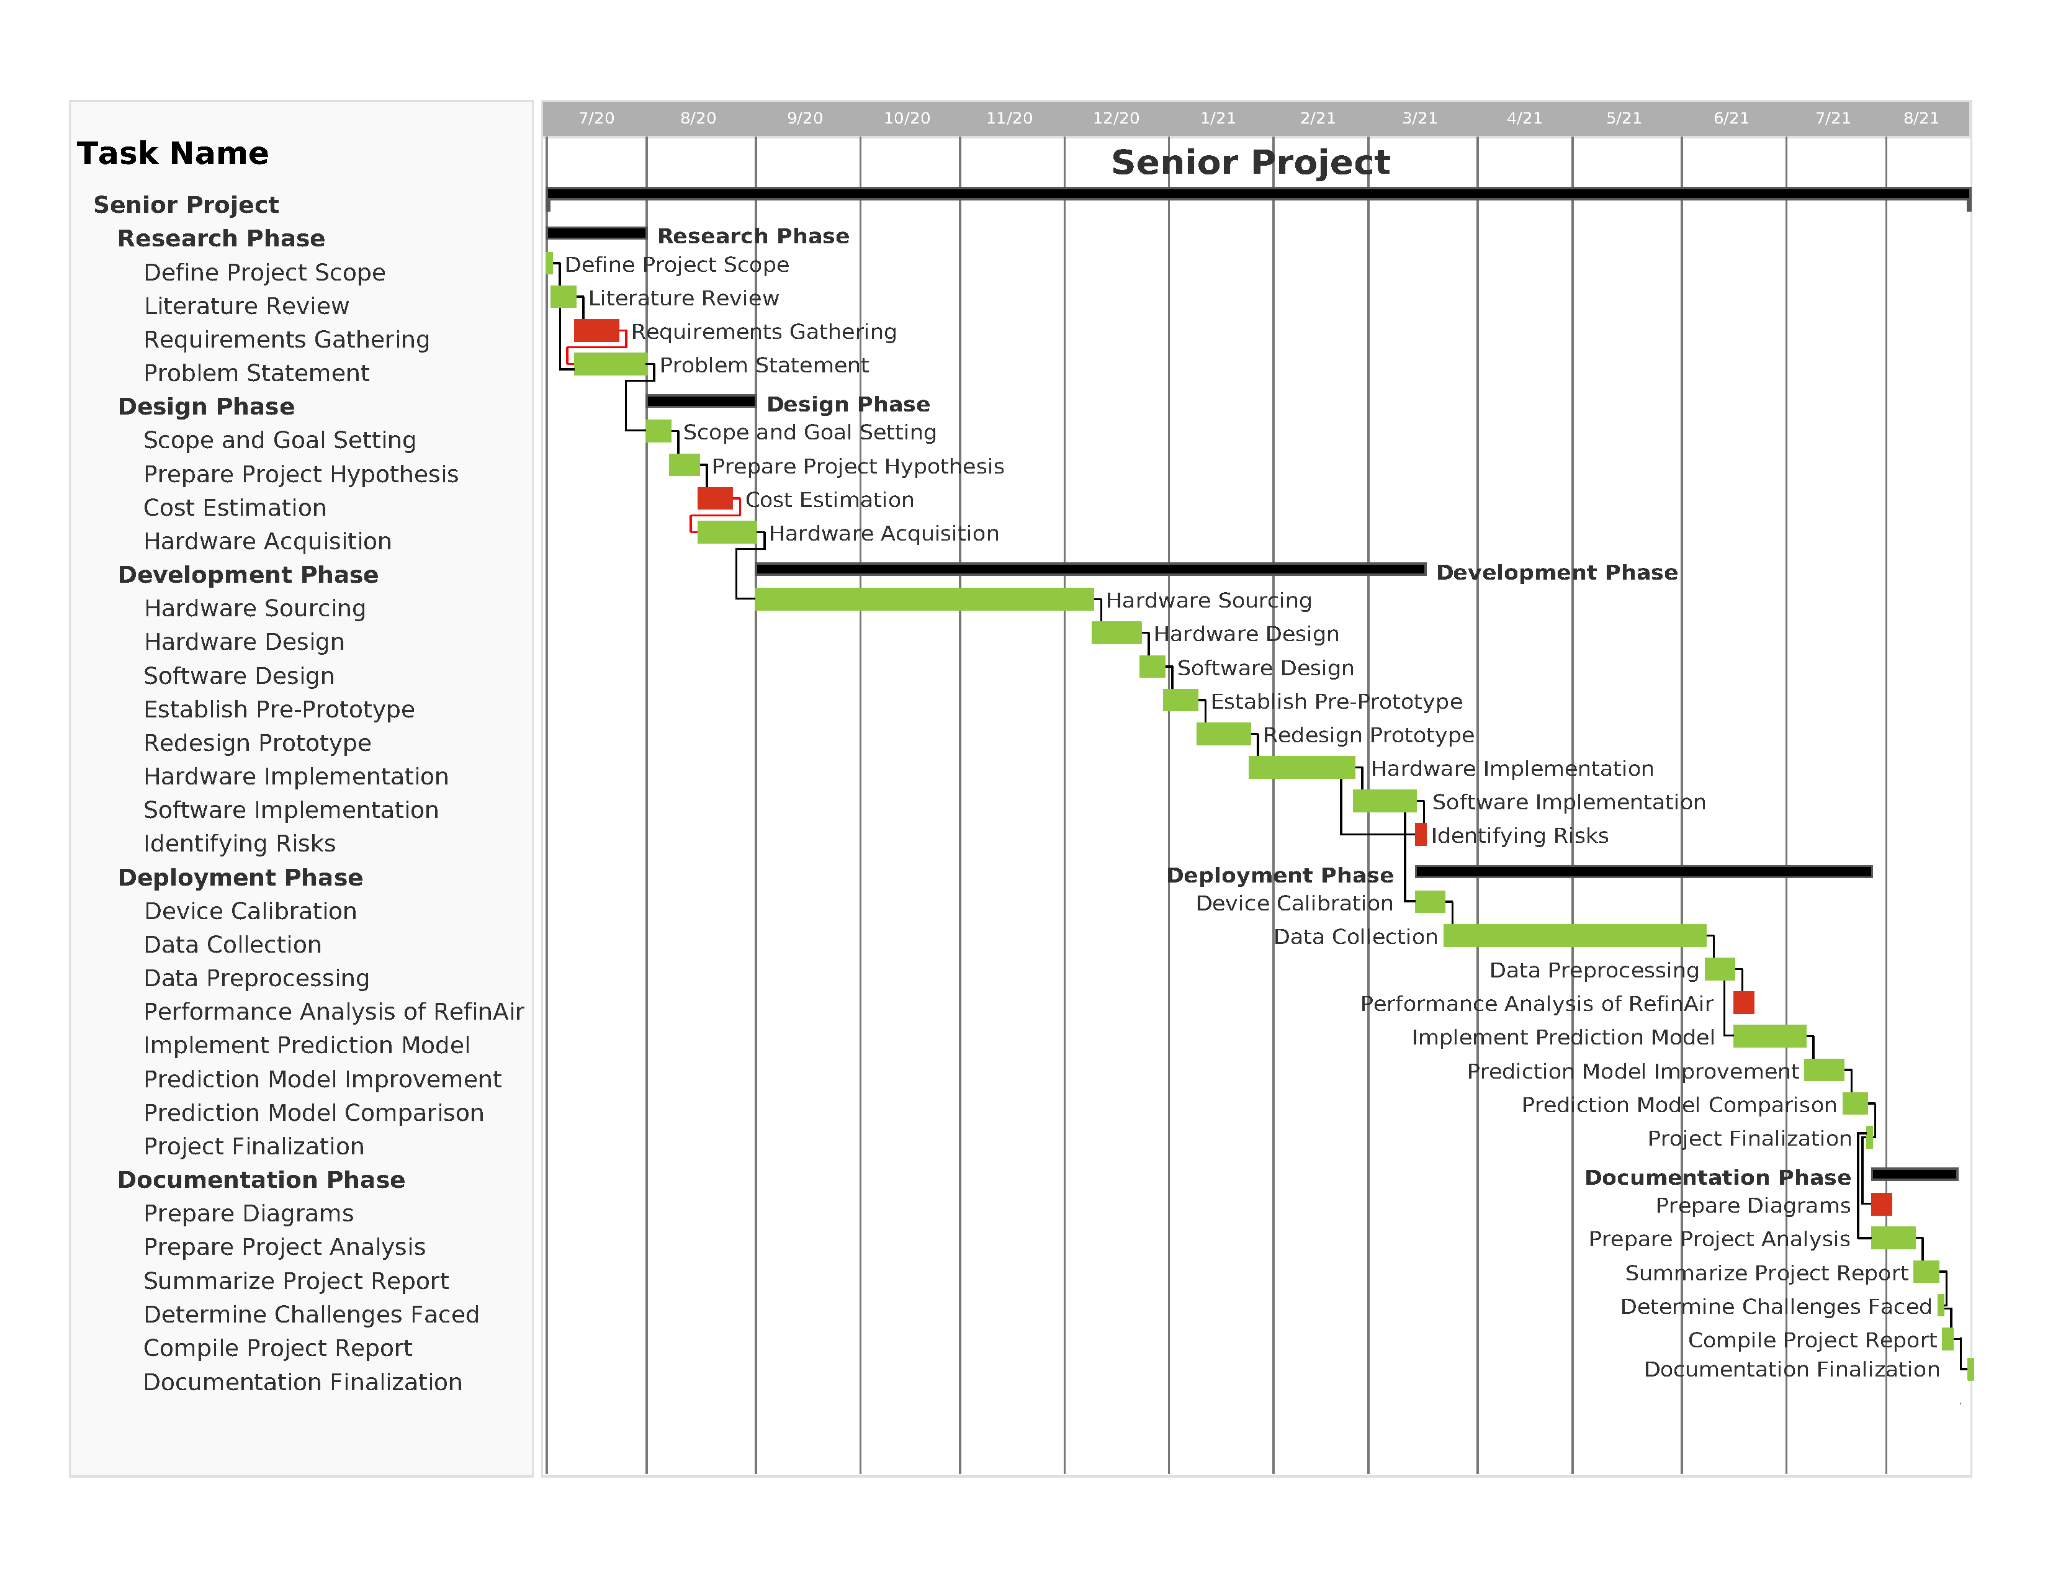 Task Name
Senior Project
Research Phase
Define Project Scope
Literature Review
Requirements Gathering
Problem Statement
Design Phase
Scope and Goal Setting
Prepare Project Hypothesis
Cost Estimation
Hardware Acquisition
Development Phase
Hardware Sourcing
Hardware Design
Software Design
Establish Pre-Prototype
Redesign Prototype
Hardware Implementation
Software Implementation
Identifying Risks
Deployment Phase
Device Calibration
Data Collection
Data Preprocessing
Performance Analysis of RefinAir
Implement Prediction Model
Prediction Model Improvement
Prediction Model Comparison
Project Finalization
Documentation Phase
Prepare Diagrams
Prepare Project Analysis
Summarize Project Report
Determine Challenges Faced
Compile Project Report
Documentation Finalization
7/20 8/20 9/20 10/20 11/20 12/20 1/21 2/21 3/21 4/21 5/21 6/21 7/21 8/21
Senior Project
Research Phase
Define Project Scope
Literature Review
Requirements Gathering
Problem Statement
Design Phase
Scope and Goal Setting
Prepare Project Hypothesis
Cost Estimation
Hardware Acquisition
Development Phase
Hardware Sourcing
Hardware Design
Software Design
Establish Pre-Prototype
Redesign Prototype
Hardware Implementation
Software Implementation
Identifying Risks
Deployment Phase
Device Calibration
Data Collection
Data Preprocessing
Performance Analysis of RefinAir
Implement Prediction Model
Prediction Model Improvement
Prediction Model Comparison
Project Finalization
Documentation Phase
Prepare Diagrams
Prepare Project Analysis
Summarize Project Report
Determine Challenges Faced
Compile Project Report
Documentation Finalization